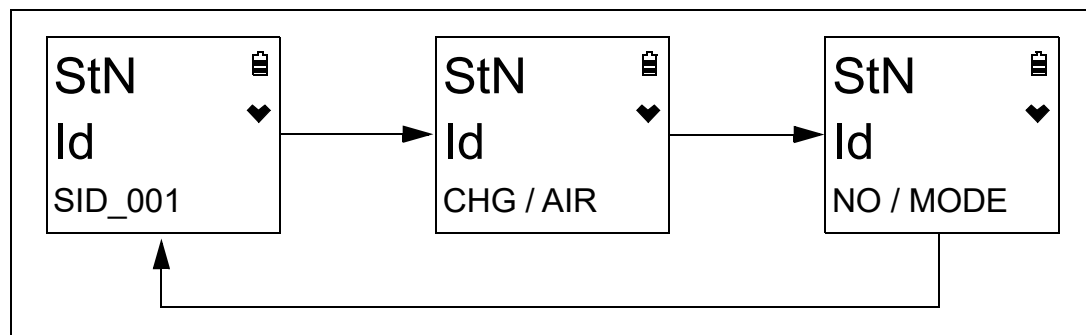 StN
Id
SID_001
StN
Id
CHG / AIR
StN
Id
NO / MODE